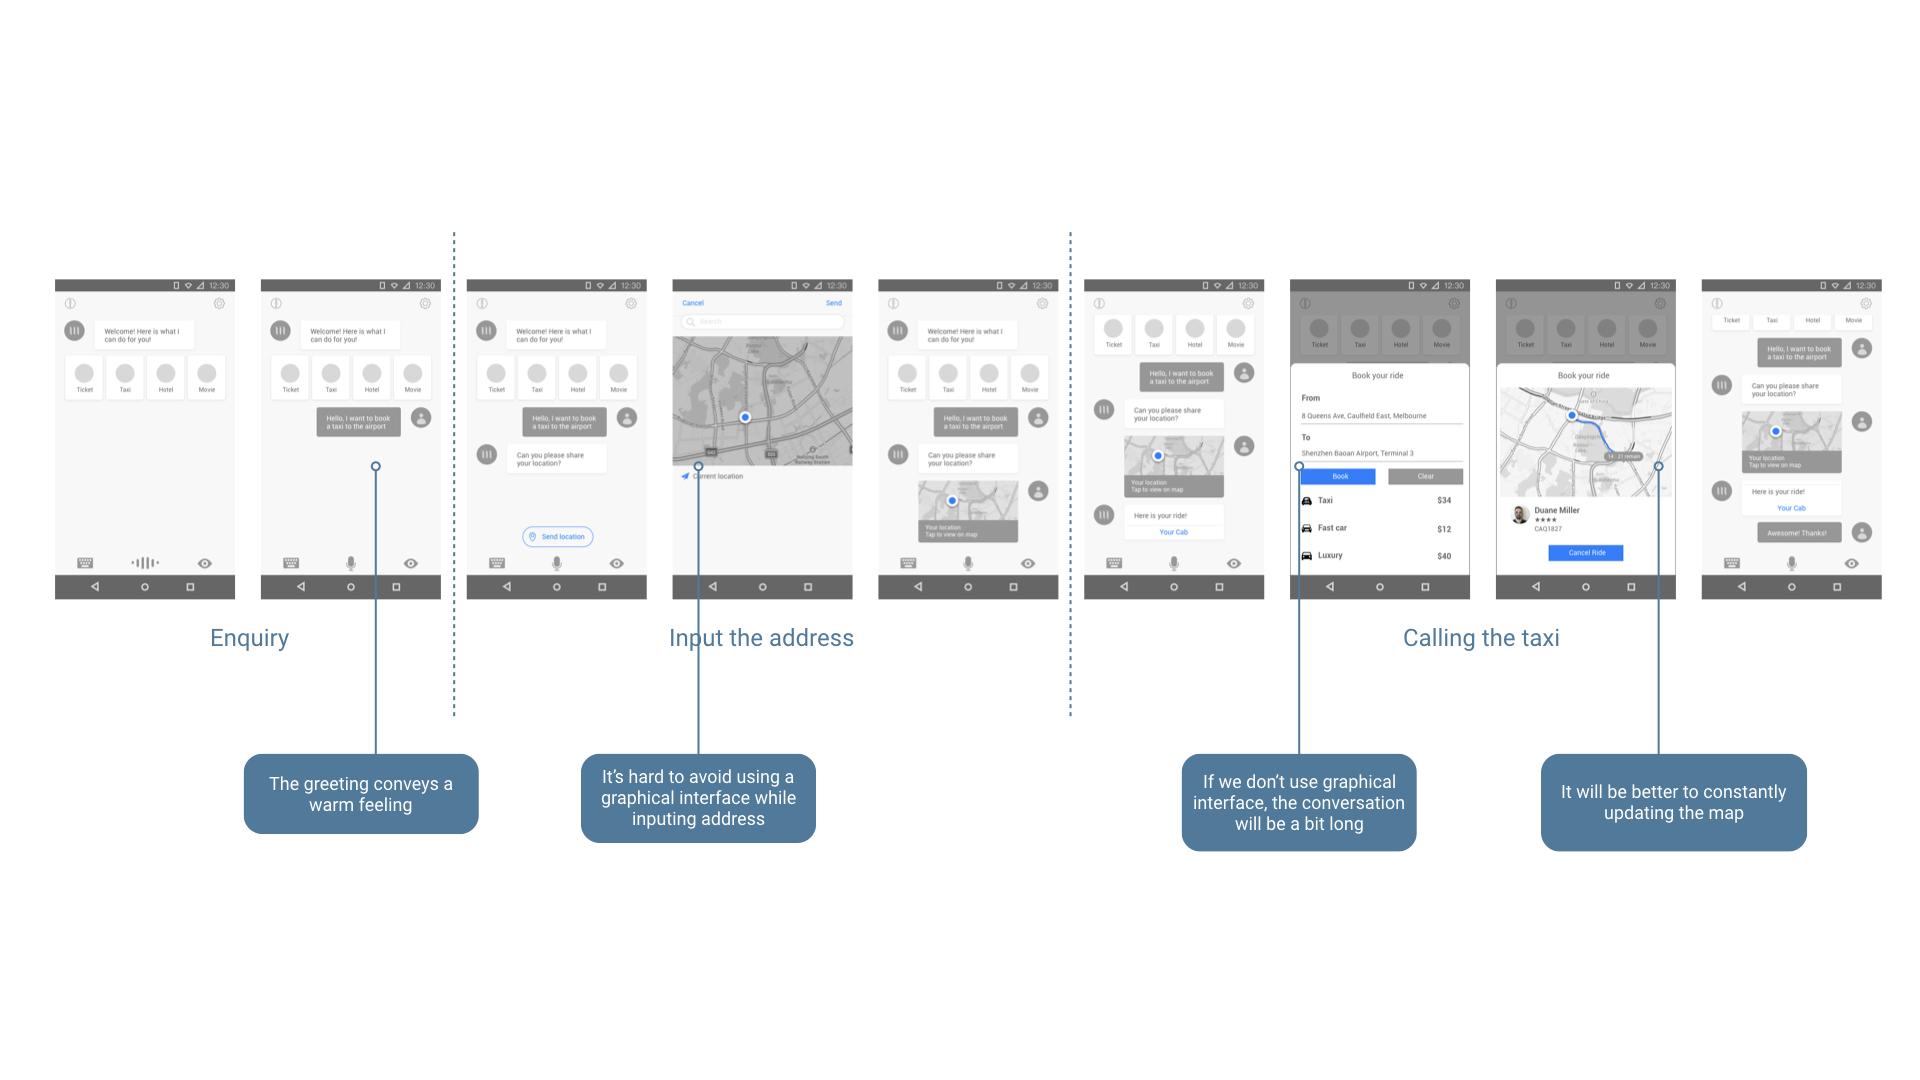 12:30
Welcome! Here is what I
can do for you!
Ticket
Taxi
Hotel
Movie
12:30
Welcome! Here is what I
can do for you!
Ticket
Taxi
Hotel
Movie
Hello, I want to book
a taxi to the airport
Enquiry
12:30
Welcome! Here is what I
can do for you!
Ticket
Taxi
Hotel
Movie
Hello, I want to book
a taxi to the airport
Can you please share
your location?
Send location
12:30
Cancel
Send
Search
Nanjing South
Railway Station
Current location
12:30
Welcome! Here is what I
can do for you!
Ticket
Taxi
Hotel
Movie
Hello, I want to book
a taxi to the airport
Can you please share
your location?
Your location
Tap to view on map
Input the address
12:30
Ticket
Taxi
Hotel
Movie
Hello, I want to book
a taxi to the airport
Can you please share
your location?
Your location
Tap to view on map
Here is your ride!
Your Cab
12:30
Ticket
Taxi
Hotel
Movie
Book your ride
From
8 Queens Ave, Caulfield East, Melbourne
To
Shenzhen Baoan Airport, Terminal 3
Book
Clear
Taxi
$34
Fast car
$12
Luxury
$40
12:30
Ticket
Taxi
Hotel
Movie
Book your ride
Duane Miller
★★★★
CAQ1827
Cancel Ride
12:30
Ticket
Taxi
Hotel
Movie
Hello, I want to book
a taxi to the airport
Can you please share
your location?
Your location
Tap to view on map
Here is your ride!
Your Cab
Awesome! Thanks!
Calling the taxi
The greeting conveys a
warm feeling
It's hard to avoid using a
graphical interface while
inputing address
If we don't use graphical
interface, the conversation
will be a bit long
It will be better to constantly
updating the map